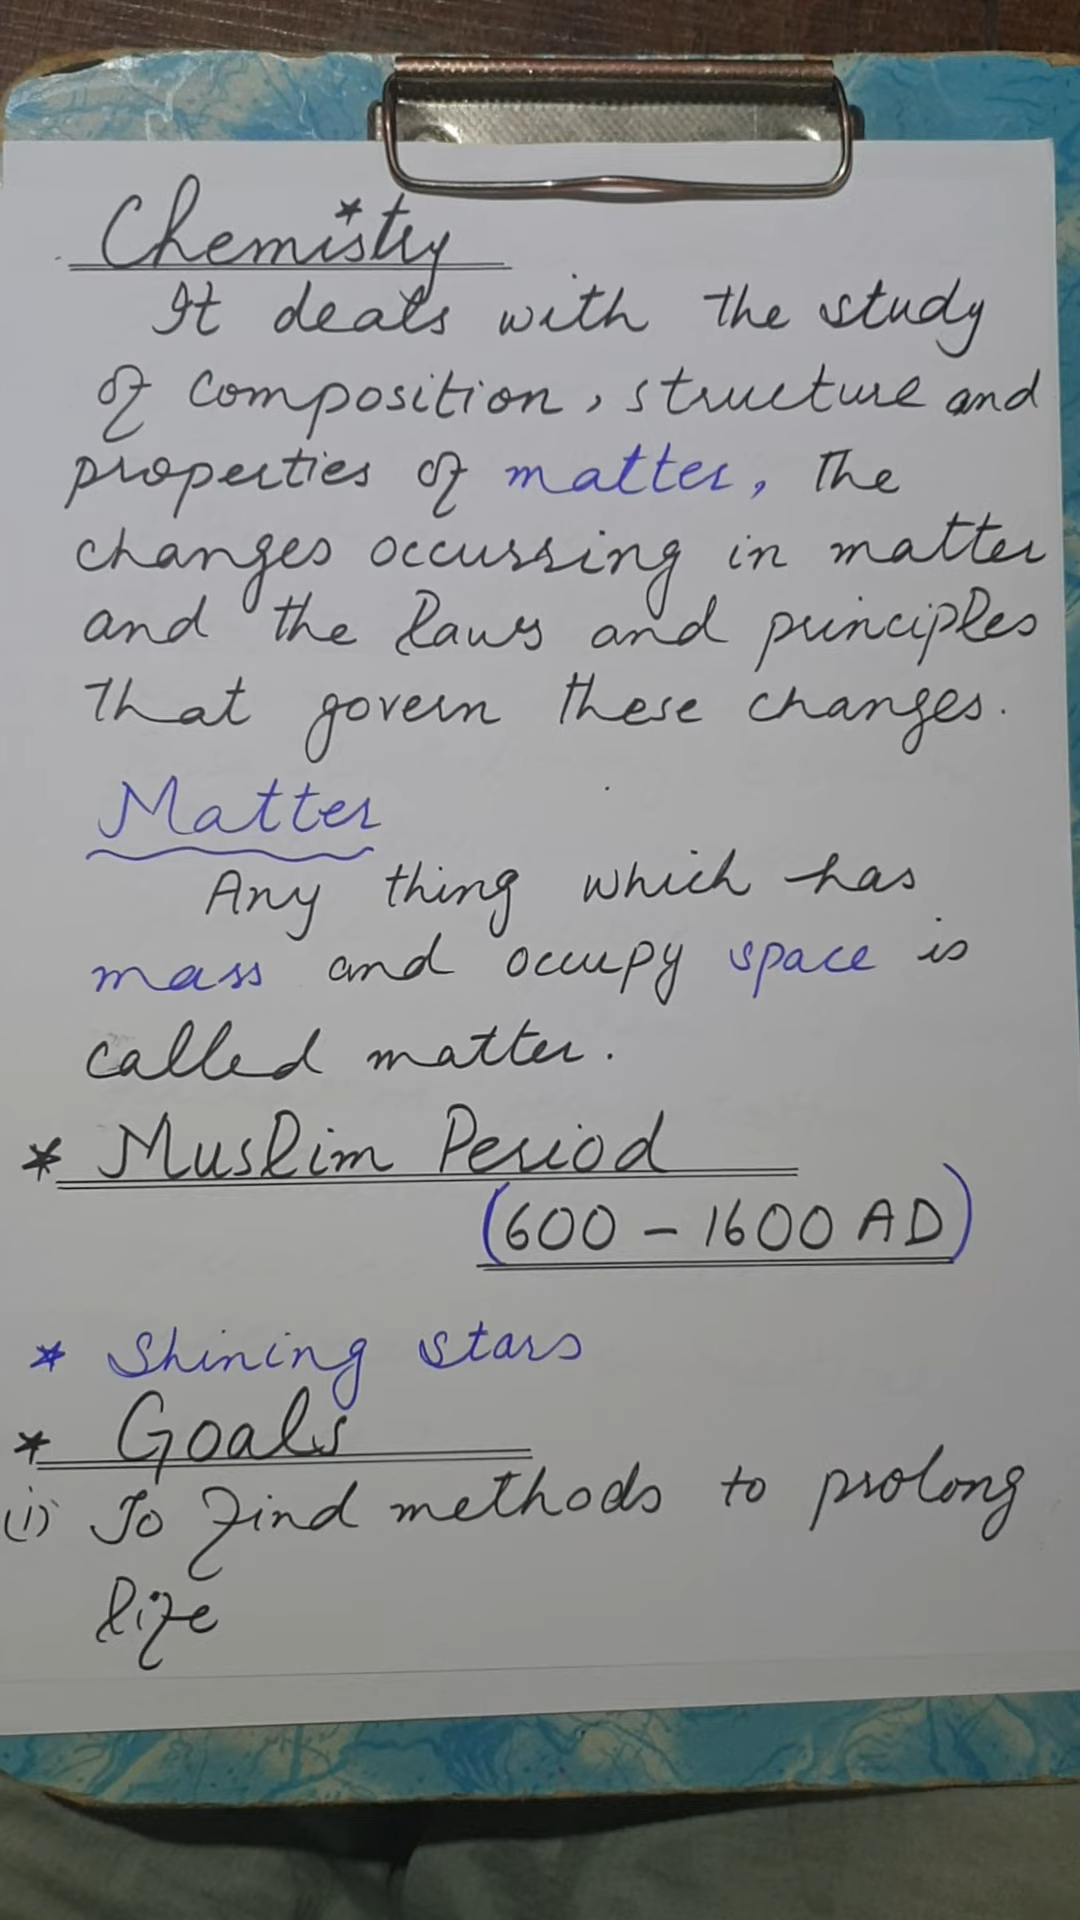 Chemistry
It deals with the study
of composition, structure and
properties of matter, the
changes occurring in matter
and the laws and principles
that govern these changes.
Matter
Any thing which has
mass and occupy space is
called matter.
* Muslim Period
(600 - 1600 AD)
* Shining stars
* Goals
(i) To find methods to prolong
life